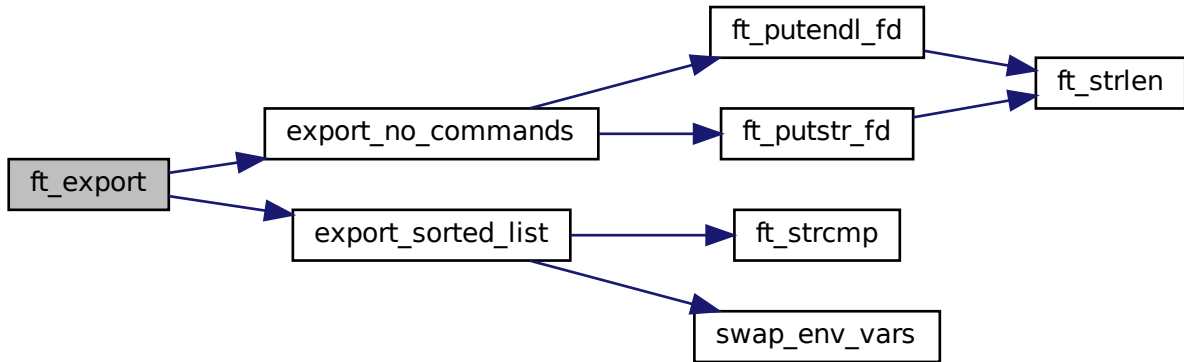 ft_export
export_no_commands
export_sorted_list
ft_putendl_fd
ft_putstr_fd
ft_strcmp
swap_env_vars
ft_strlen